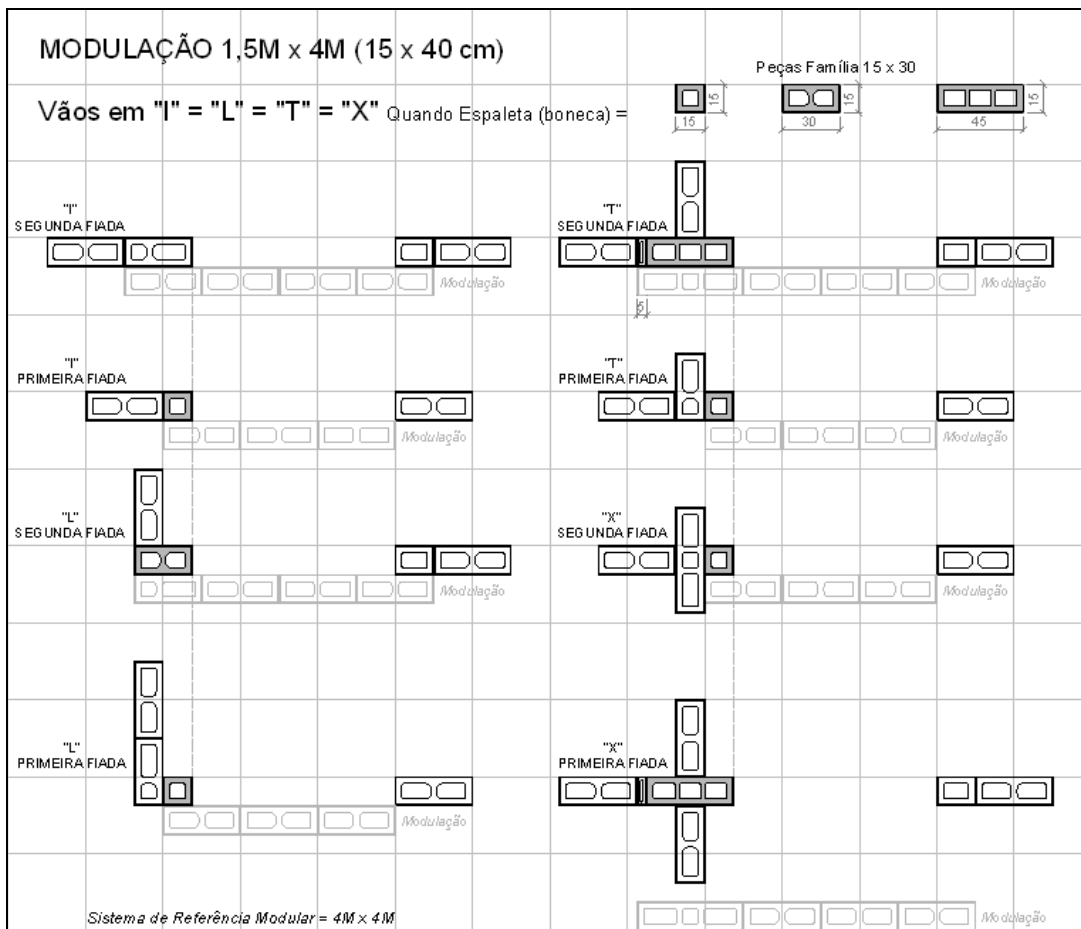 MODULAÇÃO 1,5M x 4M (15 x 40 cm)
Peças Família 15 x 30
Vãos em "I" = "L" = "T" = "X" Quando Espaleta (boneca) =
15
15
15
15
30
45
"I"
SEGUNDA FIADA
Modulação
"T"
SEGUNDA FIADA
Modulação
5
"I"
PRIMEIRA FIADA
Modulação
"T"
PRIMEIRA FIADA
Modulação
"L"
SEGUNDA FIADA
Modulação
"X"
SEGUNDA FIADA
Modulação
"L"
PRIMEIRA FIADA
Modulação
"X"
PRIMEIRA FIADA
Modulação
Sistema de Referência Modular = 4M x 4M